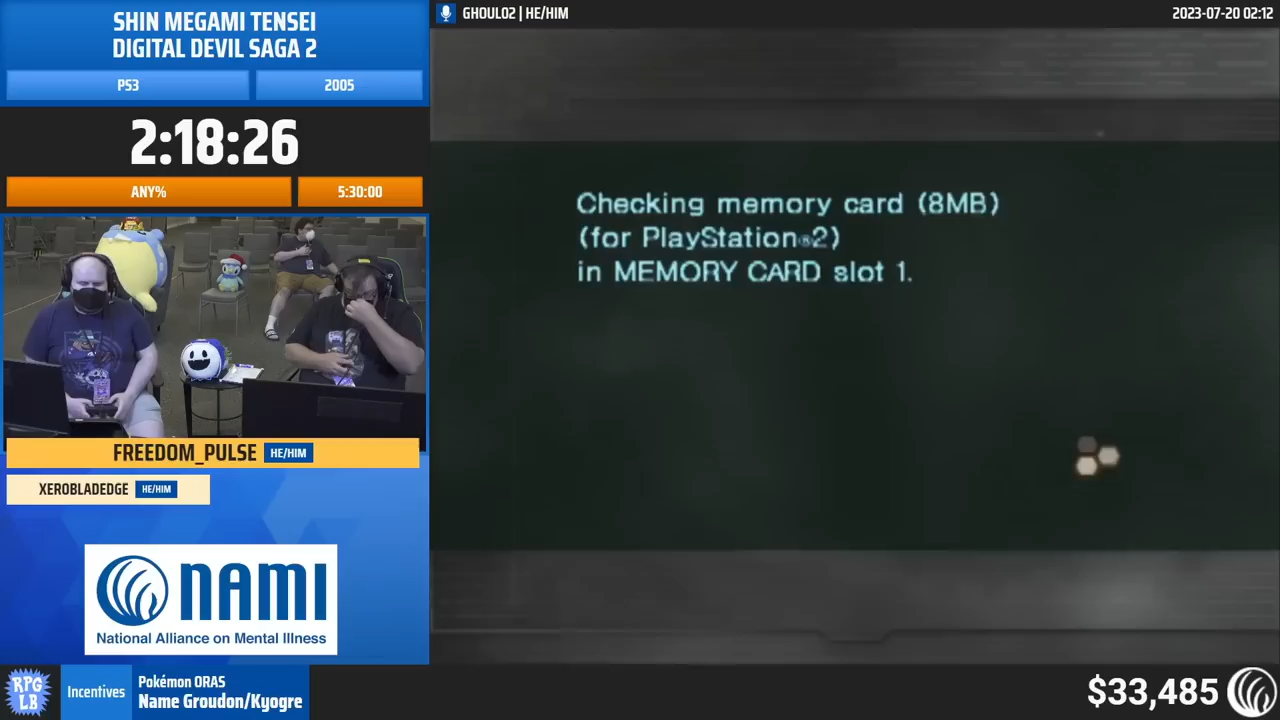 SHIN MEGAMI TENSEI
DIGITAL DEVIL SAGA 2
PS3
2005
2:18:26
ANY%
5:30:00
FREEDOM_PULSE HE/HIM
XEROBLADEDGE HE/HIM
NAMI
National Alliance on Mental Illness
GHOUL02 | HE/HIM
2023-07-20 02:12
Checking memory card (8MB)
(for PlayStation®2)
in MEMORY CARD slot 1.
RPG
LB
Incentives
Pokémon ORAS
Name Groudon/Kyogre
$33,485